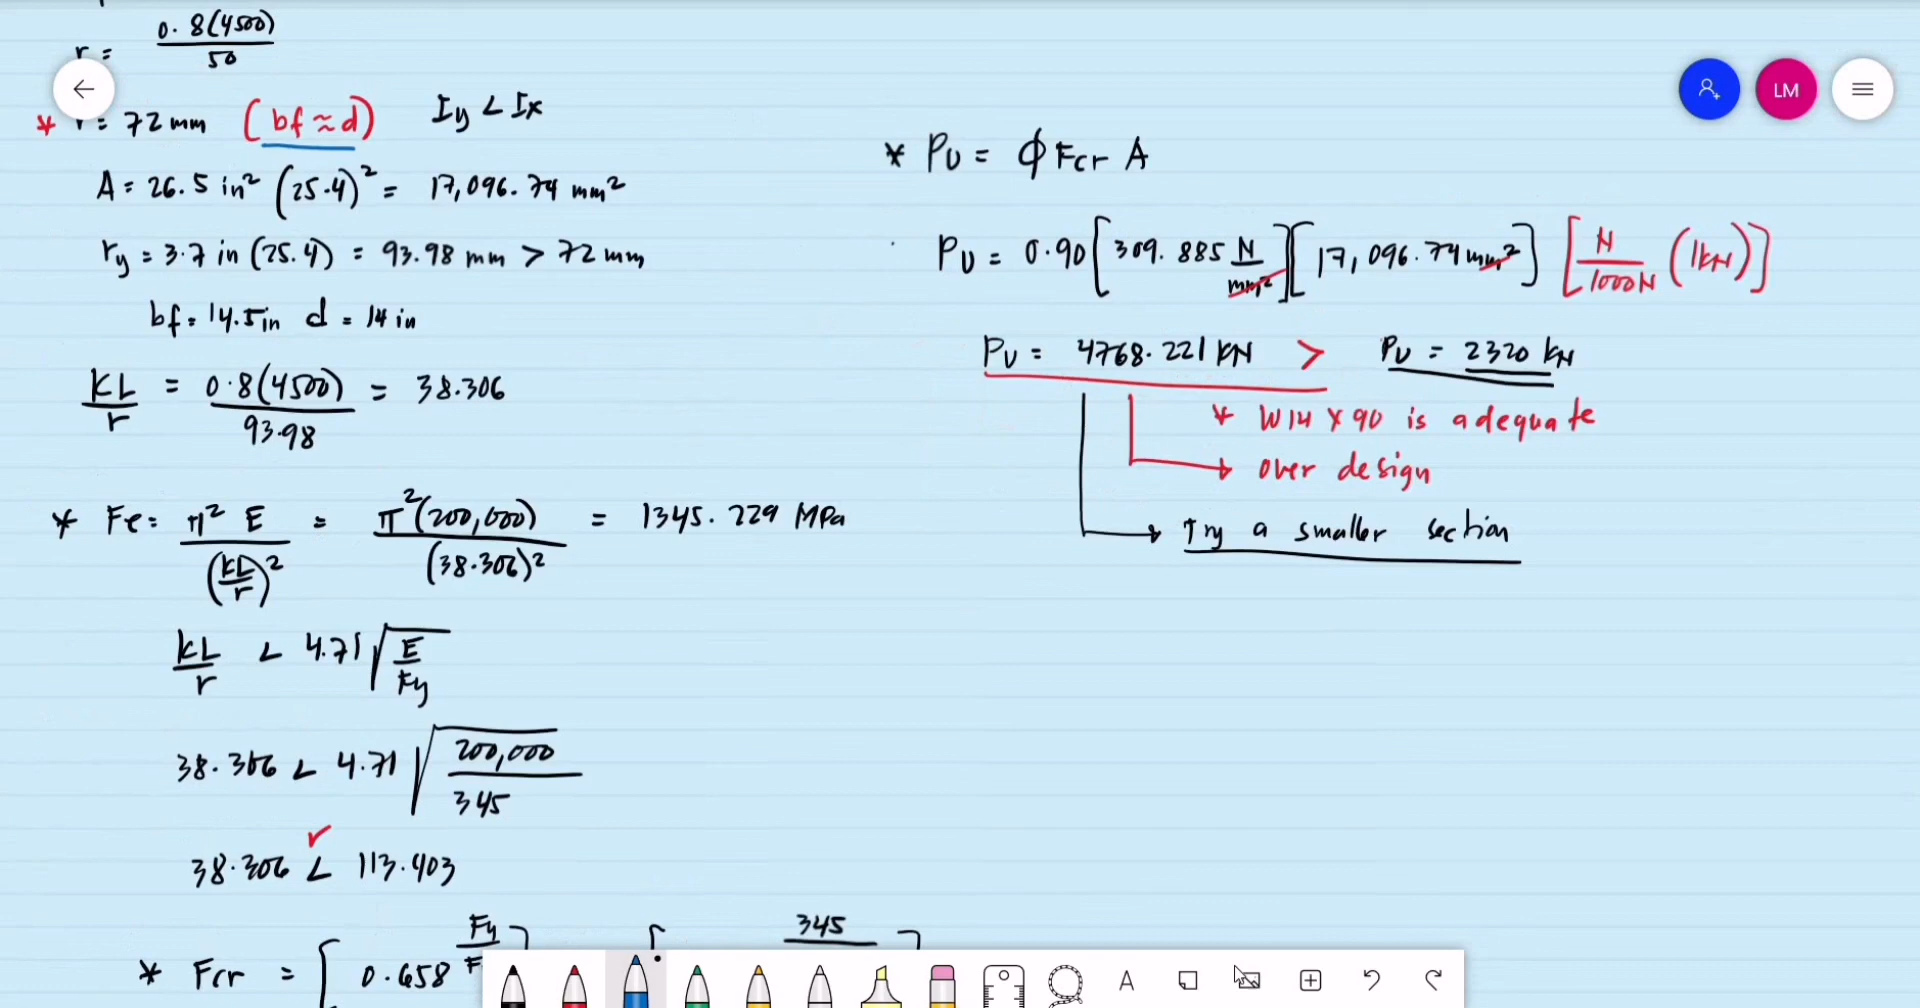 r = 0.8(4500) / 50
* r = 72 mm (bf ≈ d) Iy < Ix
A = 26.5 in² (25.4)² = 17,096.74 mm²
ry = 3.7 in (25.4) = 93.98 mm > 72 mm
bf = 14.5 in d = 14 in
KL / r = 0.8(4500) / 93.98 = 38.306
* Fe = π² E / (KL / r)² = π² (200,000) / (38.306)² = 1345.229 MPa
KL / r < 4.71 √(E / Fy)
38.306 < 4.71 √(200,000 / 345)
38.306 < 113.403
* Fcr = [ 0.658 Fy / F ] [ 345 ]
* PU = φ Fcr A
PU = 0.90 [309.885 N / mm²] [17,096.74 mm²] [N / 1000N (1kN)]
PU = 4768.221 KN > PU = 2320 KN
* W14 X 90 is adequate
over design
Try a smaller section
LM
A